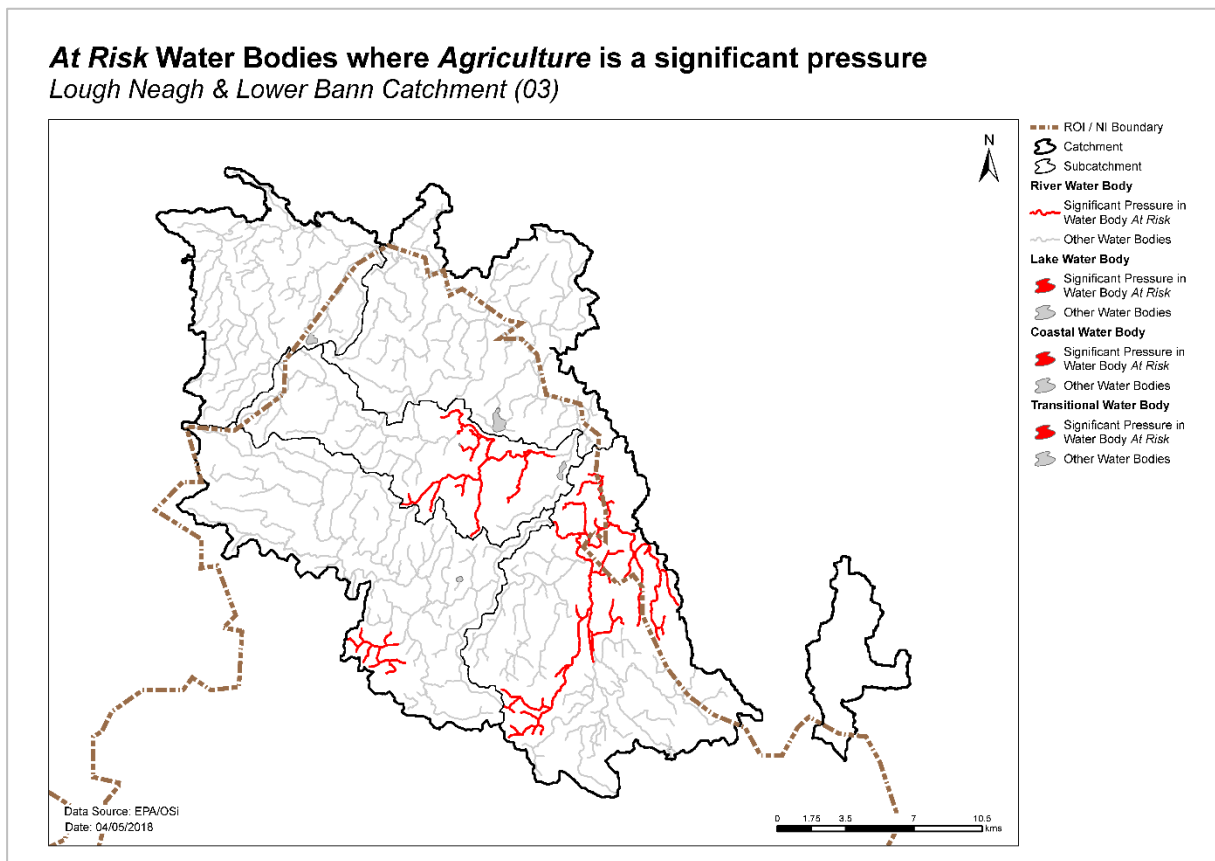 At Risk Water Bodies where Agriculture is a significant pressure
Lough Neagh & Lower Bann Catchment (03)
N
ROI / NI Boundary
Catchment
Subcatchment
River Water Body
Significant Pressure in
Water Body At Risk
Other Water Bodies
Lake Water Body
Significant Pressure in
Water Body At Risk
Other Water Bodies
Coastal Water Body
Significant Pressure in
Water Body At Risk
Other Water Bodies
Transitional Water Body
Significant Pressure in
Water Body At Risk
Other Water Bodies
Data Source: EPA/OSi
Date: 04/05/2018
0 1.75 3.5 7 10.5
kms